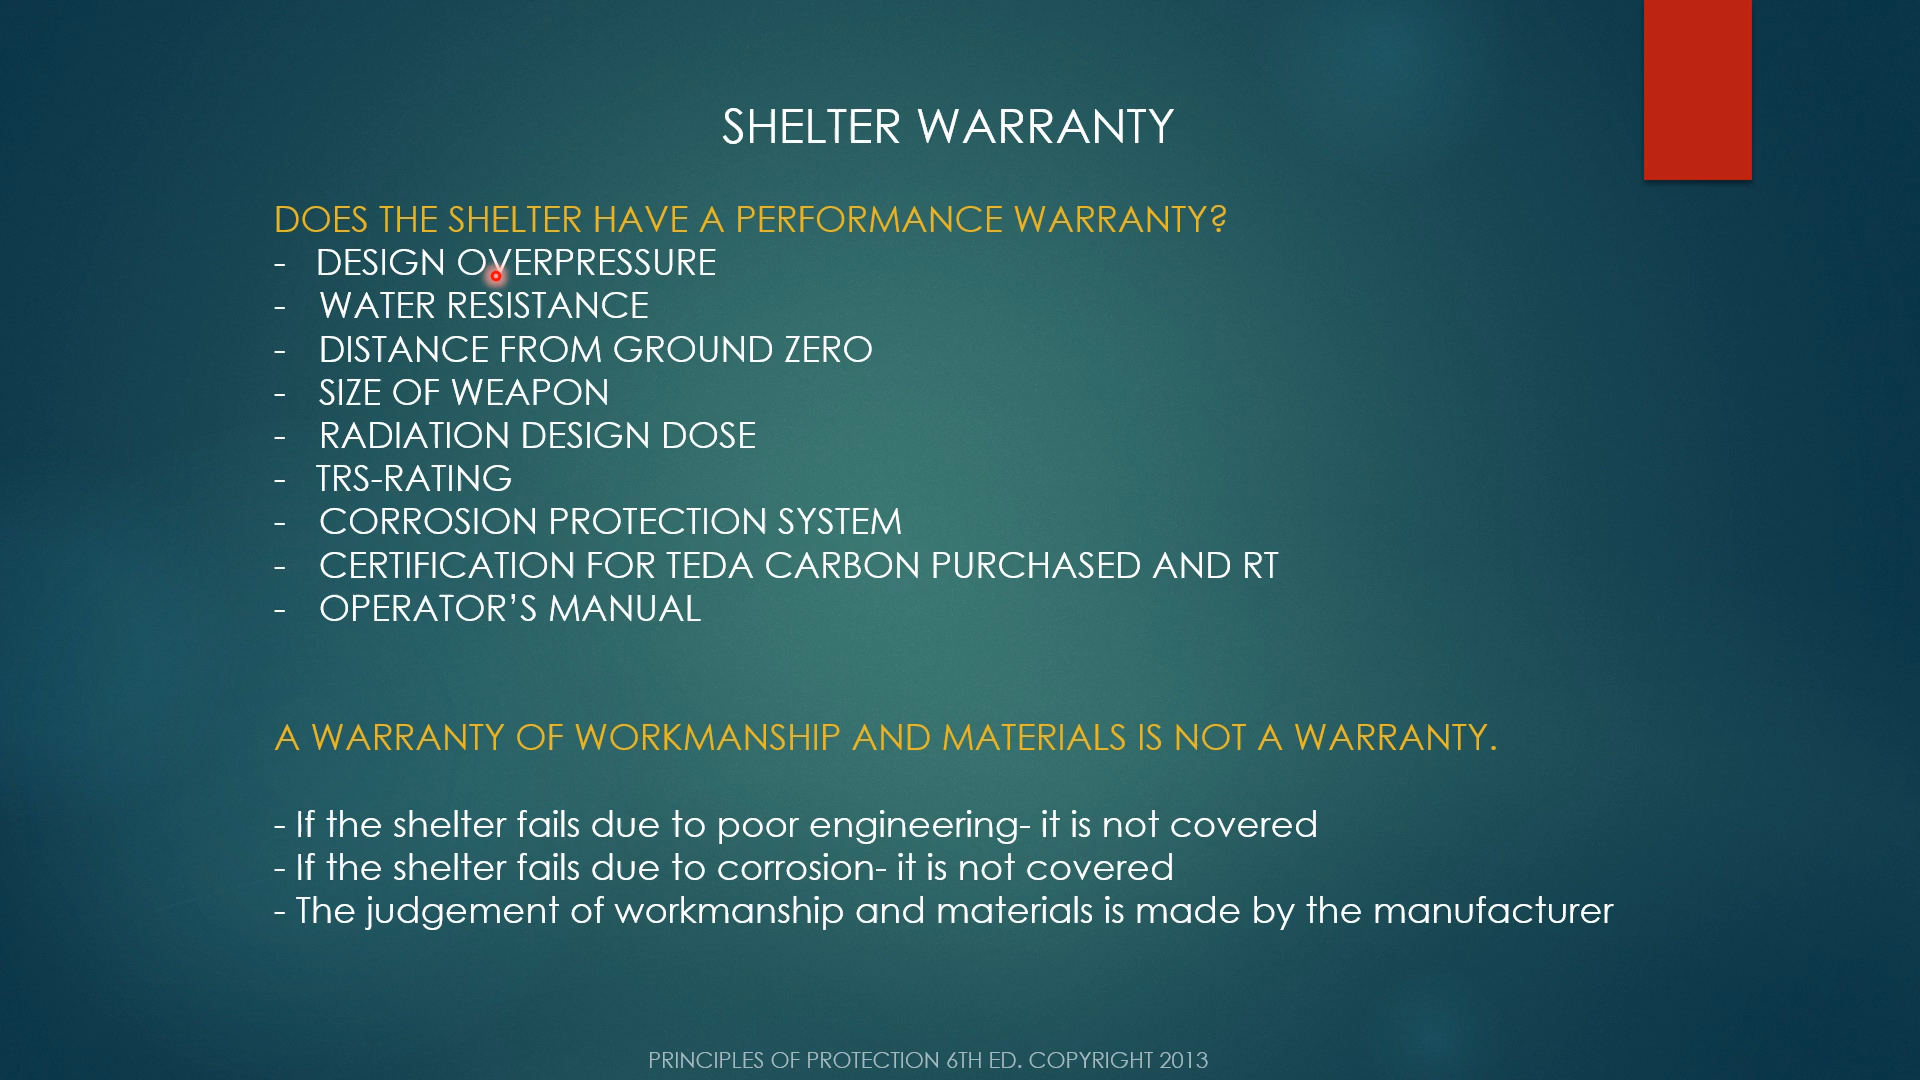 SHELTER WARRANTY
DOES THE SHELTER HAVE A PERFORMANCE WARRANTY?
- DESIGN OVERPRESSURE
- WATER RESISTANCE
- DISTANCE FROM GROUND ZERO
- SIZE OF WEAPON
- RADIATION DESIGN DOSE
- TRS-RATING
- CORROSION PROTECTION SYSTEM
- CERTIFICATION FOR TEDA CARBON PURCHASED AND RT
- OPERATOR’S MANUAL
A WARRANTY OF WORKMANSHIP AND MATERIALS IS NOT A WARRANTY.
- If the shelter fails due to poor engineering- it is not covered
- If the shelter fails due to corrosion- it is not covered
- The judgement of workmanship and materials is made by the manufacturer
PRINCIPLES OF PROTECTION 6TH ED. COPYRIGHT 2013